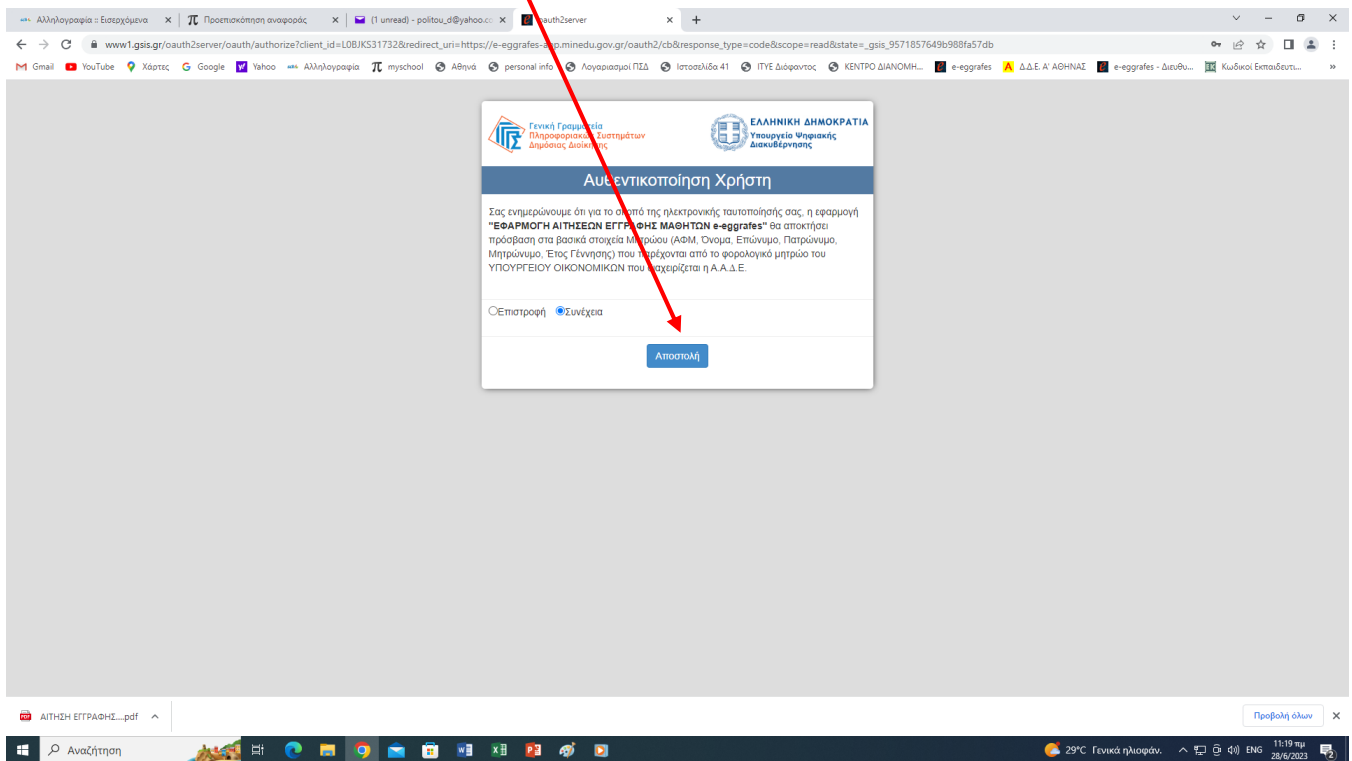 Αλληλογραφία :: Εισερχόμενα
Προεπισκόπηση αναφοράς
(1 unread) - politou_d@yahoo.co
oauth2server
www1.gsis.gr/oauth2server/oauth/authorize?client_id=L0BJKS31732&redirect_uri=https://e-eggrafes-app.minedu.gov.gr/oauth2/cb&response_type=code&scope=read&state=_gsis_9571857649b988fa57db
Gmail YouTube Χάρτες Google Yahoo Αλληλογραφία myschool Αθηνά personal info Λογαριασμοί ΠΣΔ Ιστοσελίδα 41 ΙΤΥΕ Διόφαντος ΚΕΝΤΡΟ ΔΙΑΝΟΜΗ... e-eggrafes Δ.Δ.Ε. Α' ΑΘΗΝΑΣ e-eggrafes - Διευθυ... Κωδικοί Εκπαιδευτι... »
Γενική Γραμματεία
Πληροφοριακών Συστημάτων
Δημόσιας Διοίκησης
ΕΛΛΗΝΙΚΗ ΔΗΜΟΚΡΑΤΙΑ
Υπουργείο Ψηφιακής
Διακυβέρνησης
Αυθεντικοποίηση Χρήστη
Σας ενημερώνουμε ότι για το σκοπό της ηλεκτρονικής ταυτοποίησής σας, η εφαρμογή
"ΕΦΑΡΜΟΓΗ ΑΙΤΗΣΕΩΝ ΕΓΓΡΑΦΗΣ ΜΑΘΗΤΩΝ e-eggrafes" θα αποκτήσει
πρόσβαση στα βασικά στοιχεία Μητρώου (ΑΦΜ, Όνομα, Επώνυμο, Πατρώνυμο,
Μητρώνυμο, Έτος Γέννησης) που παρέχονται από το φορολογικό μητρώο του
ΥΠΟΥΡΓΕΙΟΥ ΟΙΚΟΝΟΜΙΚΩΝ που διαχειρίζεται η Α.Α.Δ.Ε.
Επιστροφή Συνέχεια
Αποστολή
ΑΙΤΗΣΗ ΕΓΓΡΑΦΗΣ....pdf
Προβολή όλων
Αναζήτηση
29°C Γενικά ηλιοφάν.
ENG
11:19 πμ
28/6/2023
2